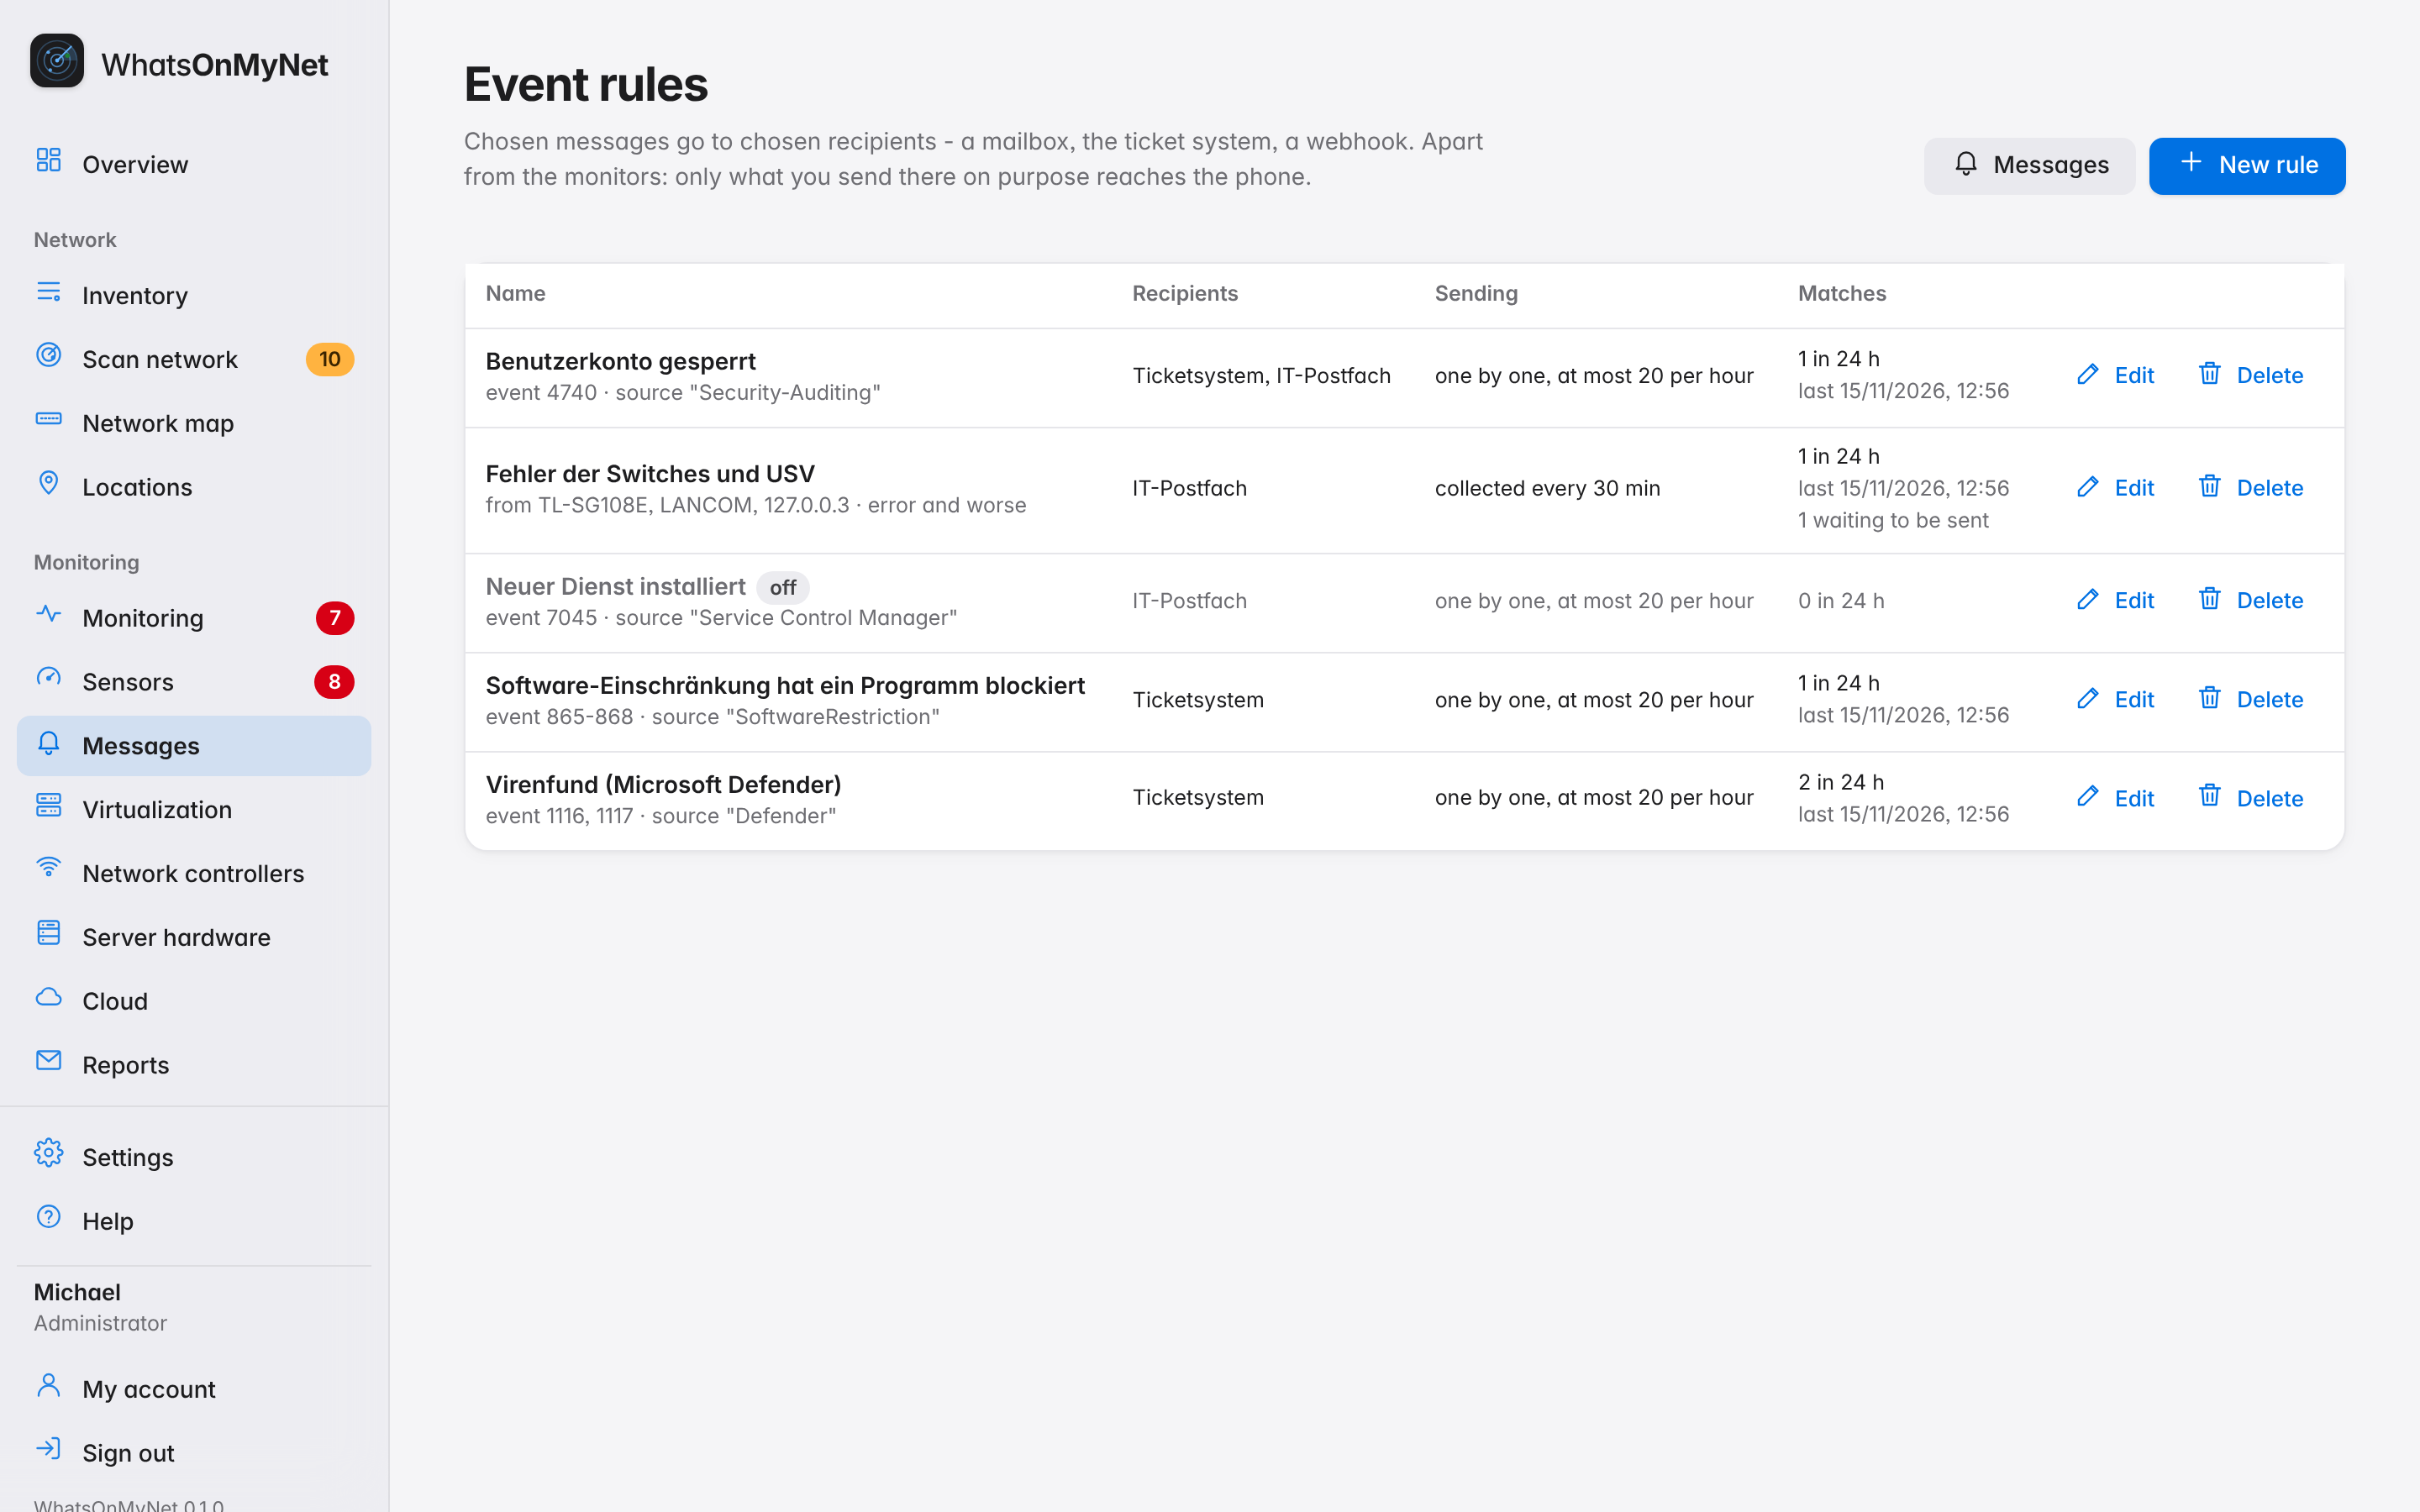 WhatsOnMyNet
Overview
Network
Inventory
Scan network 10
Network map
Locations
Monitoring
Monitoring 7
Sensors 8
Messages
Virtualization
Network controllers
Server hardware
Cloud
Reports
Settings
Help
Michael
Administrator
My account
Sign out
WhatsOnMyNet 0.1.0
Event rules
Chosen messages go to chosen recipients - a mailbox, the ticket system, a webhook. Apart
from the monitors: only what you send there on purpose reaches the phone.
Messages
New rule
Name Recipients Sending Matches
Benutzerkonto gesperrt
event 4740 · source "Security-Auditing"
Ticketsystem, IT-Postfach
one by one, at most 20 per hour
1 in 24 h
last 15/11/2026, 12:56
Edit Delete
Fehler der Switches und USV
from TL-SG108E, LANCOM, 127.0.0.3 · error and worse
IT-Postfach
collected every 30 min
1 in 24 h
last 15/11/2026, 12:56
1 waiting to be sent
Edit Delete
Neuer Dienst installiert off
event 7045 · source "Service Control Manager"
IT-Postfach
one by one, at most 20 per hour
0 in 24 h
Edit Delete
Software-Einschränkung hat ein Programm blockiert
event 865-868 · source "SoftwareRestriction"
Ticketsystem
one by one, at most 20 per hour
1 in 24 h
last 15/11/2026, 12:56
Edit Delete
Virenfund (Microsoft Defender)
event 1116, 1117 · source "Defender"
Ticketsystem
one by one, at most 20 per hour
2 in 24 h
last 15/11/2026, 12:56
Edit Delete